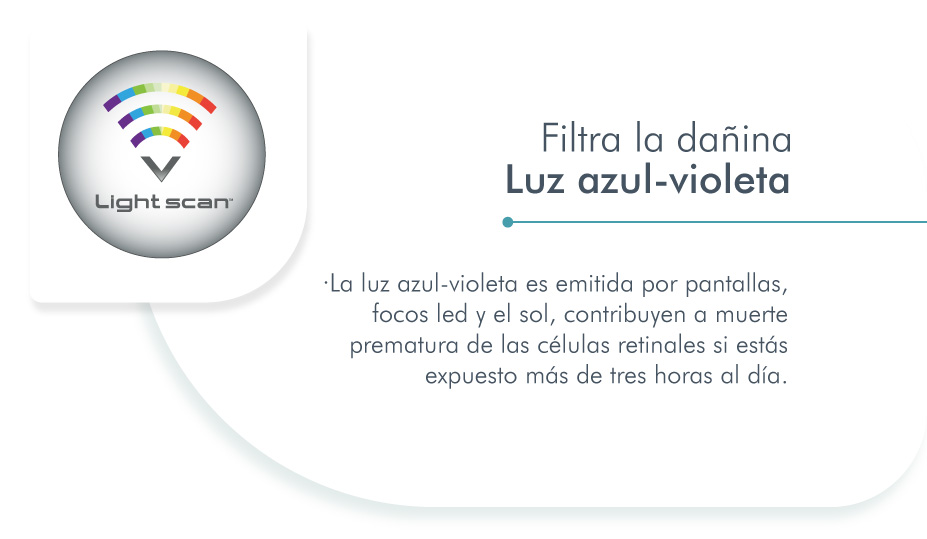 Light scan™
Filtra la dañina
Luz azul-violeta
·La luz azul-violeta es emitida por pantallas,
focos led y el sol, contribuyen a muerte
prematura de las células retinales si estás
expuesto más de tres horas al día.